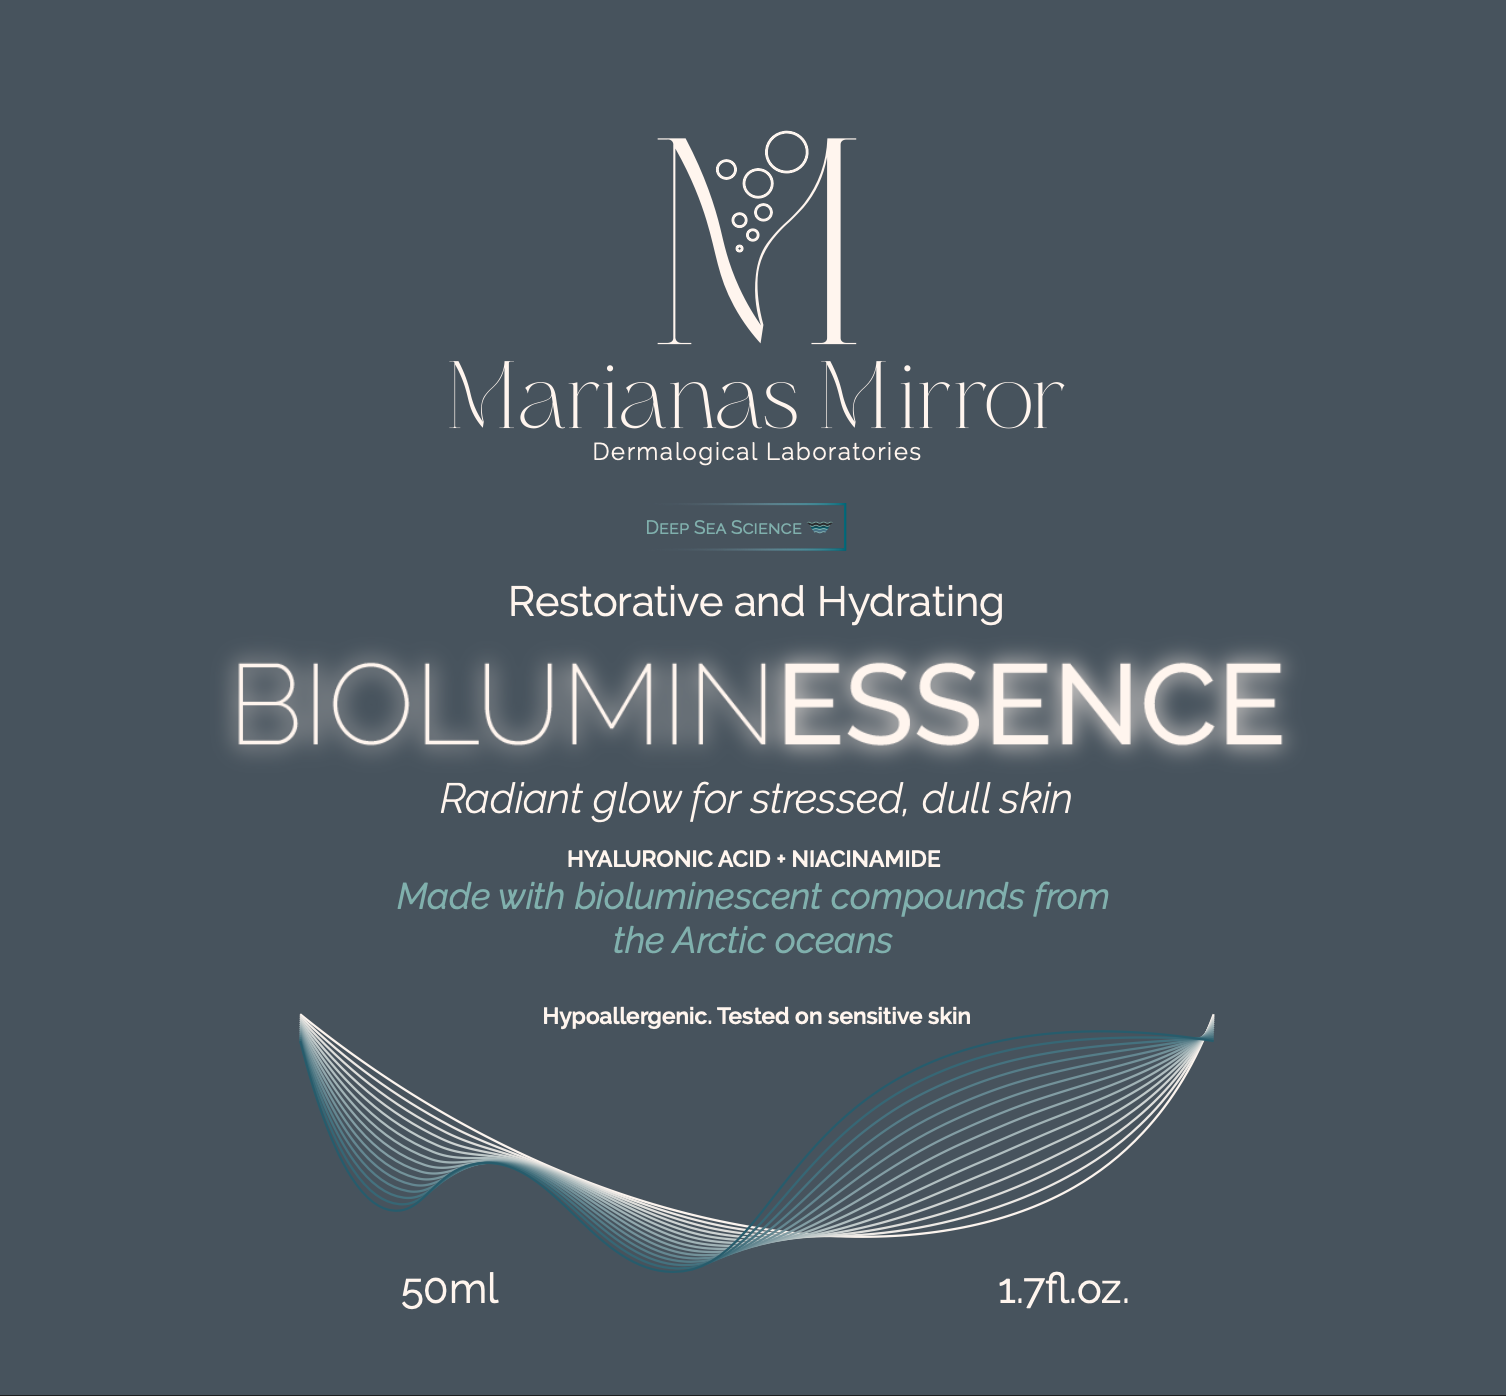 M
Marianas Mirror
Dermalogical Laboratories
DEEP SEA SCIENCE
Restorative and Hydrating
BIOLUMINESSENCE
Radiant glow for stressed, dull skin
HYALURONIC ACID + NIACINAMIDE
Made with bioluminescent compounds from
the Arctic oceans
Hypoallergenic. Tested on sensitive skin
50ml
1.7fl.oz.